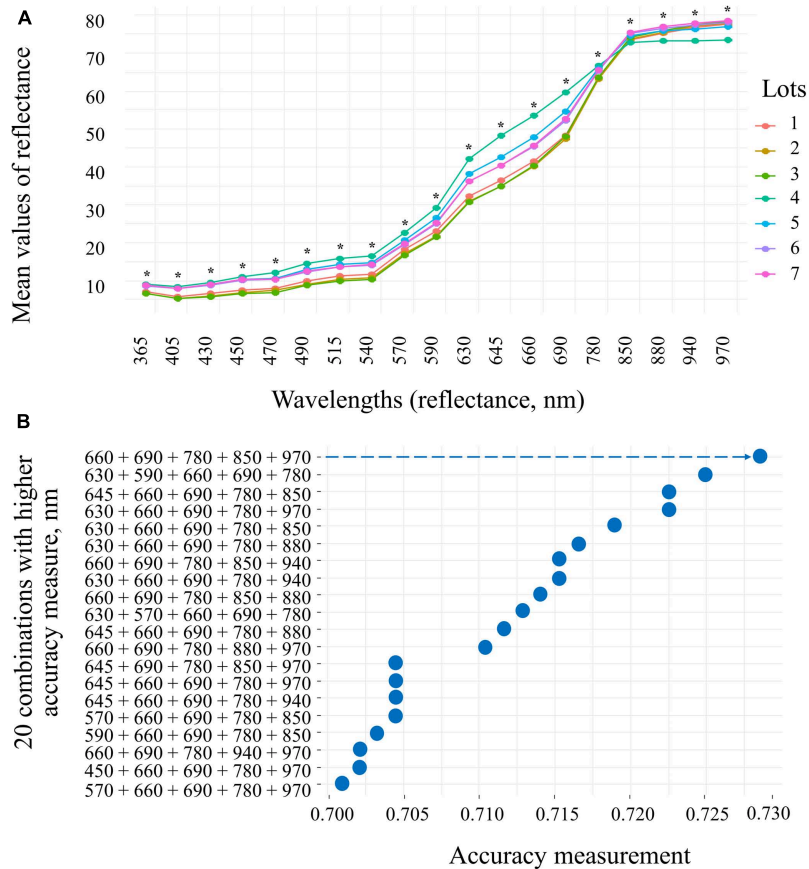 A
Mean values of reflectance
80
70
60
50
40
30
20
10
* * * * * * * * * * * * * * * * * * *
365 405 430 450 470 490 515 540 570 590 630 645 660 690 780 850 880 940 970
Wavelengths (reflectance, nm)
Lots
1
2
3
4
5
6
7
B
20 combinations with higher
accuracy measure, nm
660 + 690 + 780 + 850 + 970
630 + 590 + 660 + 690 + 780
645 + 660 + 690 + 780 + 850
630 + 660 + 690 + 780 + 970
630 + 660 + 690 + 780 + 850
630 + 660 + 690 + 780 + 880
660 + 690 + 780 + 850 + 940
630 + 660 + 690 + 780 + 940
660 + 690 + 780 + 850 + 880
630 + 570 + 660 + 690 + 780
645 + 660 + 690 + 780 + 880
660 + 690 + 780 + 880 + 970
645 + 690 + 780 + 850 + 970
645 + 660 + 690 + 780 + 970
645 + 660 + 690 + 780 + 940
570 + 660 + 690 + 780 + 850
590 + 660 + 690 + 780 + 850
660 + 690 + 780 + 940 + 970
450 + 660 + 690 + 780 + 970
570 + 660 + 690 + 780 + 970
0.700 0.705 0.710 0.715 0.720 0.725 0.730
Accuracy measurement